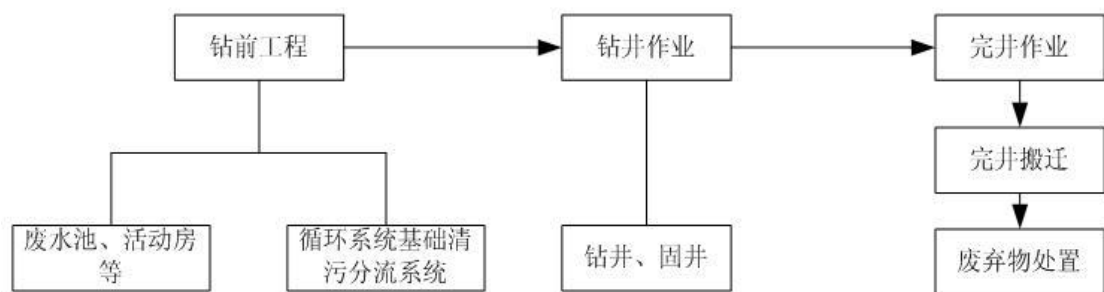 钻前工程
钻井作业
完井作业
完井搬迁
废水池、活动房
等
循环系统基础清
污分流系统
钻井、固井
废弃物处置